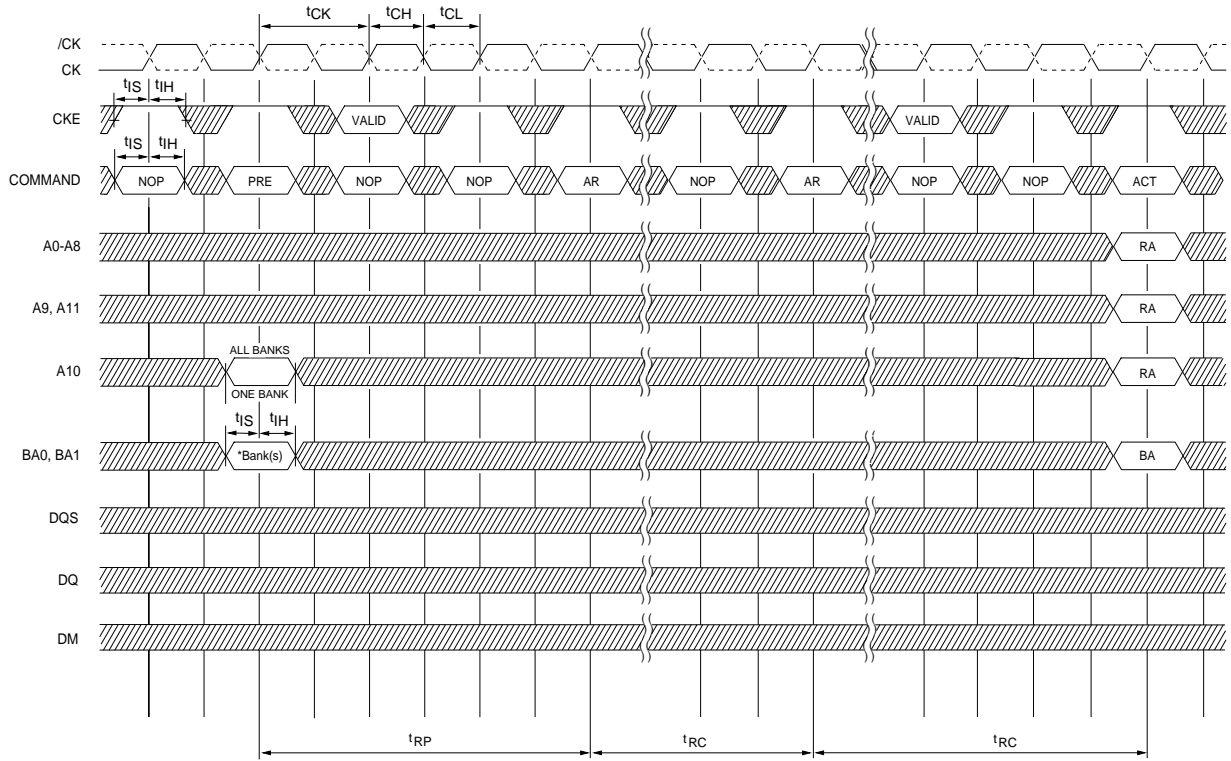 tCK tCH tCL
/CK
CK
tIS tIH
CKE VALID VALID
tIS tIH
COMMAND NOP PRE NOP NOP AR NOP AR NOP NOP ACT
A0-A8 RA
A9, A11 RA
ALL BANKS
A10 RA
ONE BANK
tIS tIH
BA0, BA1 *Bank(s) BA
DQS
DQ
DM
tRP tRC tRC